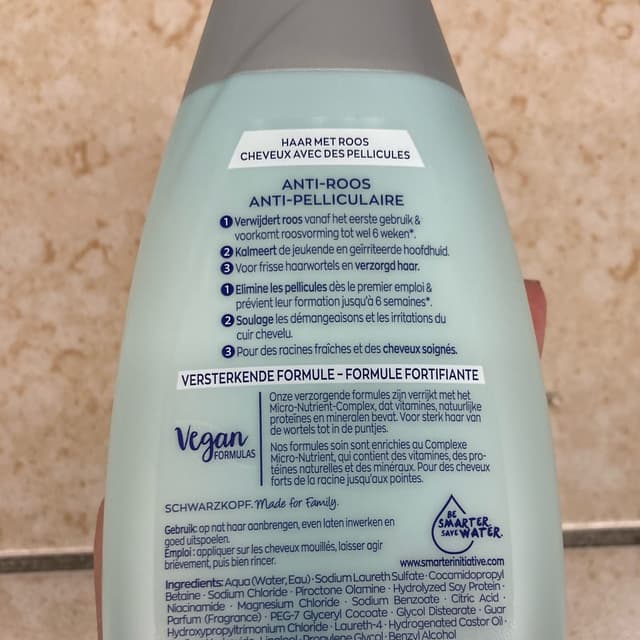 HAAR MET ROOS
CHEVEUX AVEC DES PELLICULES
ANTI-ROOS
ANTI-PELLICULAIRE
1 Verwijdert roos vanaf het eerste gebruik &
voorkomt roosvorming tot wel 6 weken*.
2 Kalmeert de jeukende en geïrriteerde hoofdhuid.
3 Voor frisse haarwortels en verzorgd haar.
1 Elimine les pellicules dès le premier emploi &
prévient leur formation jusqu'à 6 semaines*.
2 Soulage les démangeaisons et les irritations du
cuir chevelu.
3 Pour des racines fraîches et des cheveux soignés.
VERSTERKENDE FORMULE – FORMULE FORTIFIANTE
Vegan
FORMULAS
Onze verzorgende formules zijn verrijkt met het
Micro-Nutrient-Complex, dat vitamines, natuurlijke
proteïnes en mineralen bevat. Voor sterk haar van
de wortels tot in de puntjes.
Nos formules soin sont enrichies au Complexe
Micro-Nutrient, qui contient des vitamines, des pro-
téines naturelles et des minéraux. Pour des cheveux
forts de la racine jusqu'aux pointes.
SCHWARZKOPF. Made for Family.
Gebruik: op nat haar aanbrengen, even laten inwerken en
goed uitspoelen.
Emploi: appliquer sur les cheveux mouillés, laisser agir
brièvement, puis bien rincer.
BE
SMARTER.
SAVE WATER.
www.smarterinitiative.com
Ingredients: Aqua (Water, Eau) · Sodium Laureth Sulfate · Cocamidopropyl
Betaine · Sodium Chloride · Piroctone Olamine · Hydrolyzed Soy Protein ·
Niacinamide · Magnesium Chloride · Sodium Benzoate · Citric Acid ·
Parfum (Fragrance) · PEG-7 Glyceryl Cocoate · Glycol Distearate · Guar
Hydroxypropyltrimonium Chloride · Laureth-4 · Hydrogenated Castor Oil ·
Linalool · Propylene Glycol · Benzyl Alcohol